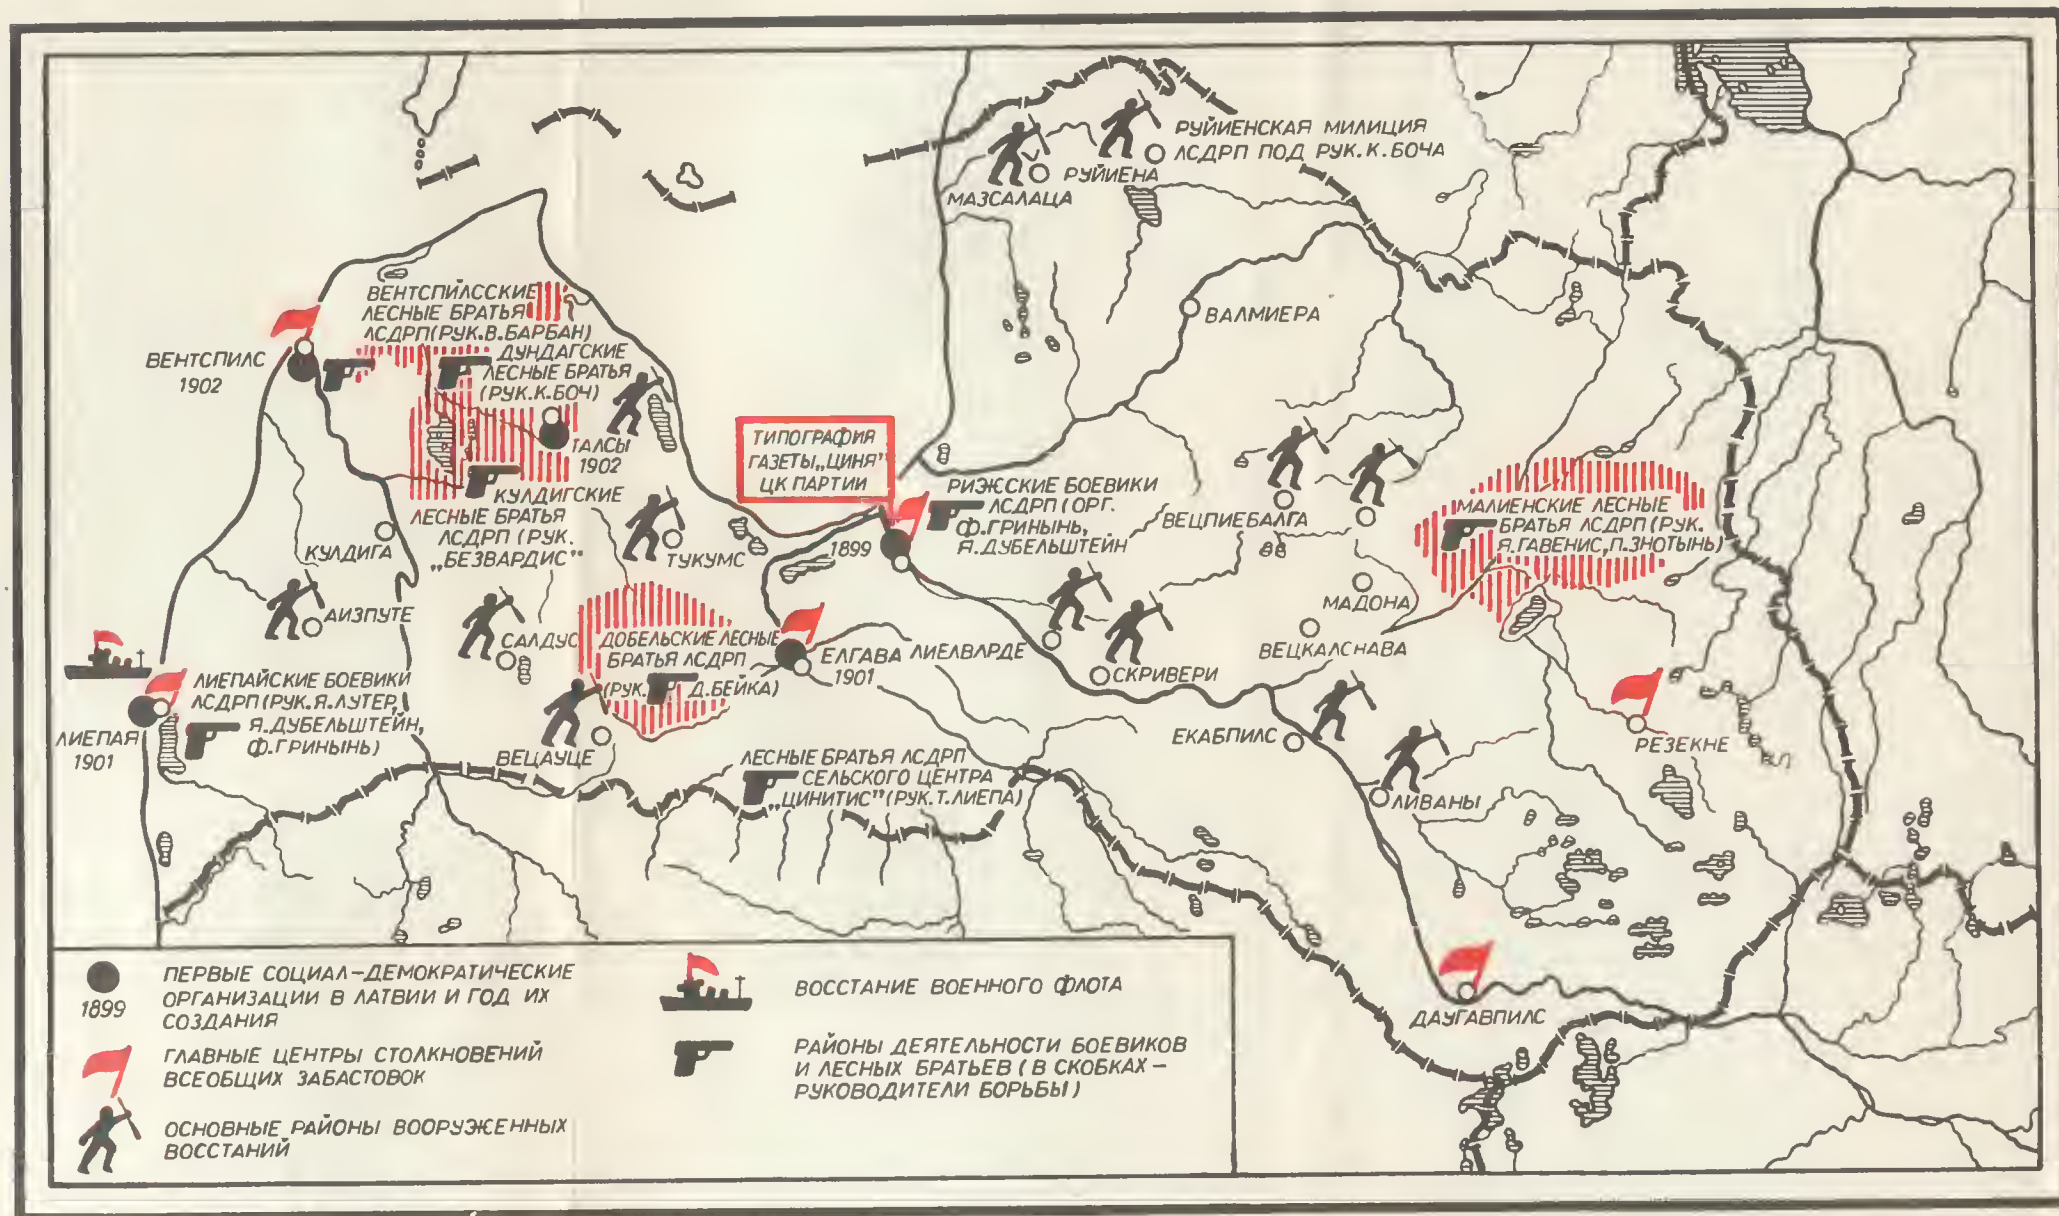 РУЙИЕНСКАЯ МИЛИЦИЯ
ЛСДРП ПОД РУК. К. БОЧА
РУЙИЕНА
МАЗСАЛАЦА
ВЕНТСПИЛССКИЕ
ЛЕСНЫЕ БРАТЬЯ
ЛСДРП (РУК. В. БАРБАН)
ДУНДАГСКИЕ
ЛЕСНЫЕ БРАТЬЯ
(РУК. К. БОЧ)
ВЕНТСПИЛС
1902
ВАЛМИЕРА
ТАЛСЫ
1902
ТИПОГРАФИЯ
ГАЗЕТЫ „ЦИНЯ"
ЦК ПАРТИИ
КУЛДИГСКИЕ
ЛЕСНЫЕ БРАТЬЯ
ЛСДРП (РУК.
„БЕЗВАРДИС"
КУЛДИГА
ТУКУМС
1899
РИЖСКИЕ БОЕВИКИ
ЛСДРП (ОРГ.
Ф. ГРИНЫНЬ,
Я. ДУБЕЛЬШТЕЙН
ВЕЦПИЕБАЛГА
МАЛИЕНСКИЕ ЛЕСНЫЕ
БРАТЬЯ ЛСДРП (РУК.
Я. ГАВЕНИС, П. ЗНОТЫНЬ)
МАДОНА
ВЕЦКАЛСНАВА
АИЗПУТЕ
САЛДУС
ДОБЕЛЬСКИЕ ЛЕСНЫЕ
БРАТЬЯ ЛСДРП
(РУК. Д. БЕЙКА)
ЕЛГАВА
1901
ЛИЕЛВАРДЕ
СКРИВЕРИ
ЛИЕПАЙСКИЕ БОЕВИКИ
ЛСДРП (РУК. Я. ЛУТЕР,
Я. ДУБЕЛЬШТЕЙН,
Ф. ГРИНЫНЬ)
ЛИЕПАЯ
1901
ВЕЦАУЦЕ
ЛЕСНЫЕ БРАТЬЯ ЛСДРП
СЕЛЬСКОГО ЦЕНТРА
„ЦИНИТИС" (РУК. Т. ЛИЕПА)
ЕКАБПИЛС
РЕЗЕКНЕ
ЛИВАНЫ
ДАУГАВПИЛС
1899
ПЕРВЫЕ СОЦИАЛ-ДЕМОКРАТИЧЕСКИЕ
ОРГАНИЗАЦИИ В ЛАТВИИ И ГОД ИХ
СОЗДАНИЯ
ГЛАВНЫЕ ЦЕНТРЫ СТОЛКНОВЕНИЙ
ВСЕОБЩИХ ЗАБАСТОВОК
ОСНОВНЫЕ РАЙОНЫ ВООРУЖЕННЫХ
ВОССТАНИЙ
ВОССТАНИЕ ВОЕННОГО ФЛОТА
РАЙОНЫ ДЕЯТЕЛЬНОСТИ БОЕВИКОВ
И ЛЕСНЫХ БРАТЬЕВ (В СКОБКАХ –
РУКОВОДИТЕЛИ БОРЬБЫ)